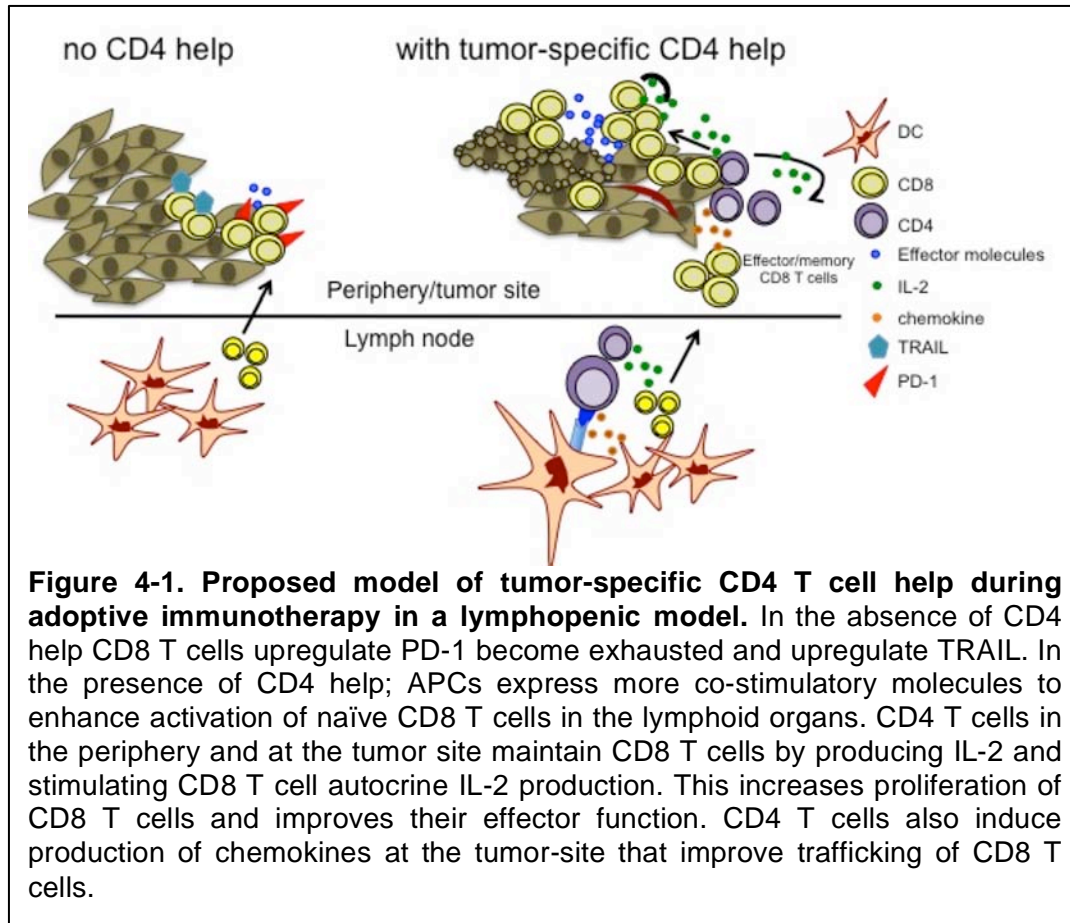 no CD4 help
with tumor-specific CD4 help
DC
CD8
CD4
Effector molecules
IL-2
chemokine
TRAIL
PD-1
Effector/memory
CD8 T cells
Periphery/tumor site
Lymph node
Figure 4-1. Proposed model of tumor-specific CD4 T cell help during
adoptive immunotherapy in a lymphopenic model. In the absence of CD4
help CD8 T cells upregulate PD-1 become exhausted and upregulate TRAIL. In
the presence of CD4 help; APCs express more co-stimulatory molecules to
enhance activation of naïve CD8 T cells in the lymphoid organs. CD4 T cells in
the periphery and at the tumor site maintain CD8 T cells by producing IL-2 and
stimulating CD8 T cell autocrine IL-2 production. This increases proliferation of
CD8 T cells and improves their effector function. CD4 T cells also induce
production of chemokines at the tumor-site that improve trafficking of CD8 T
cells.